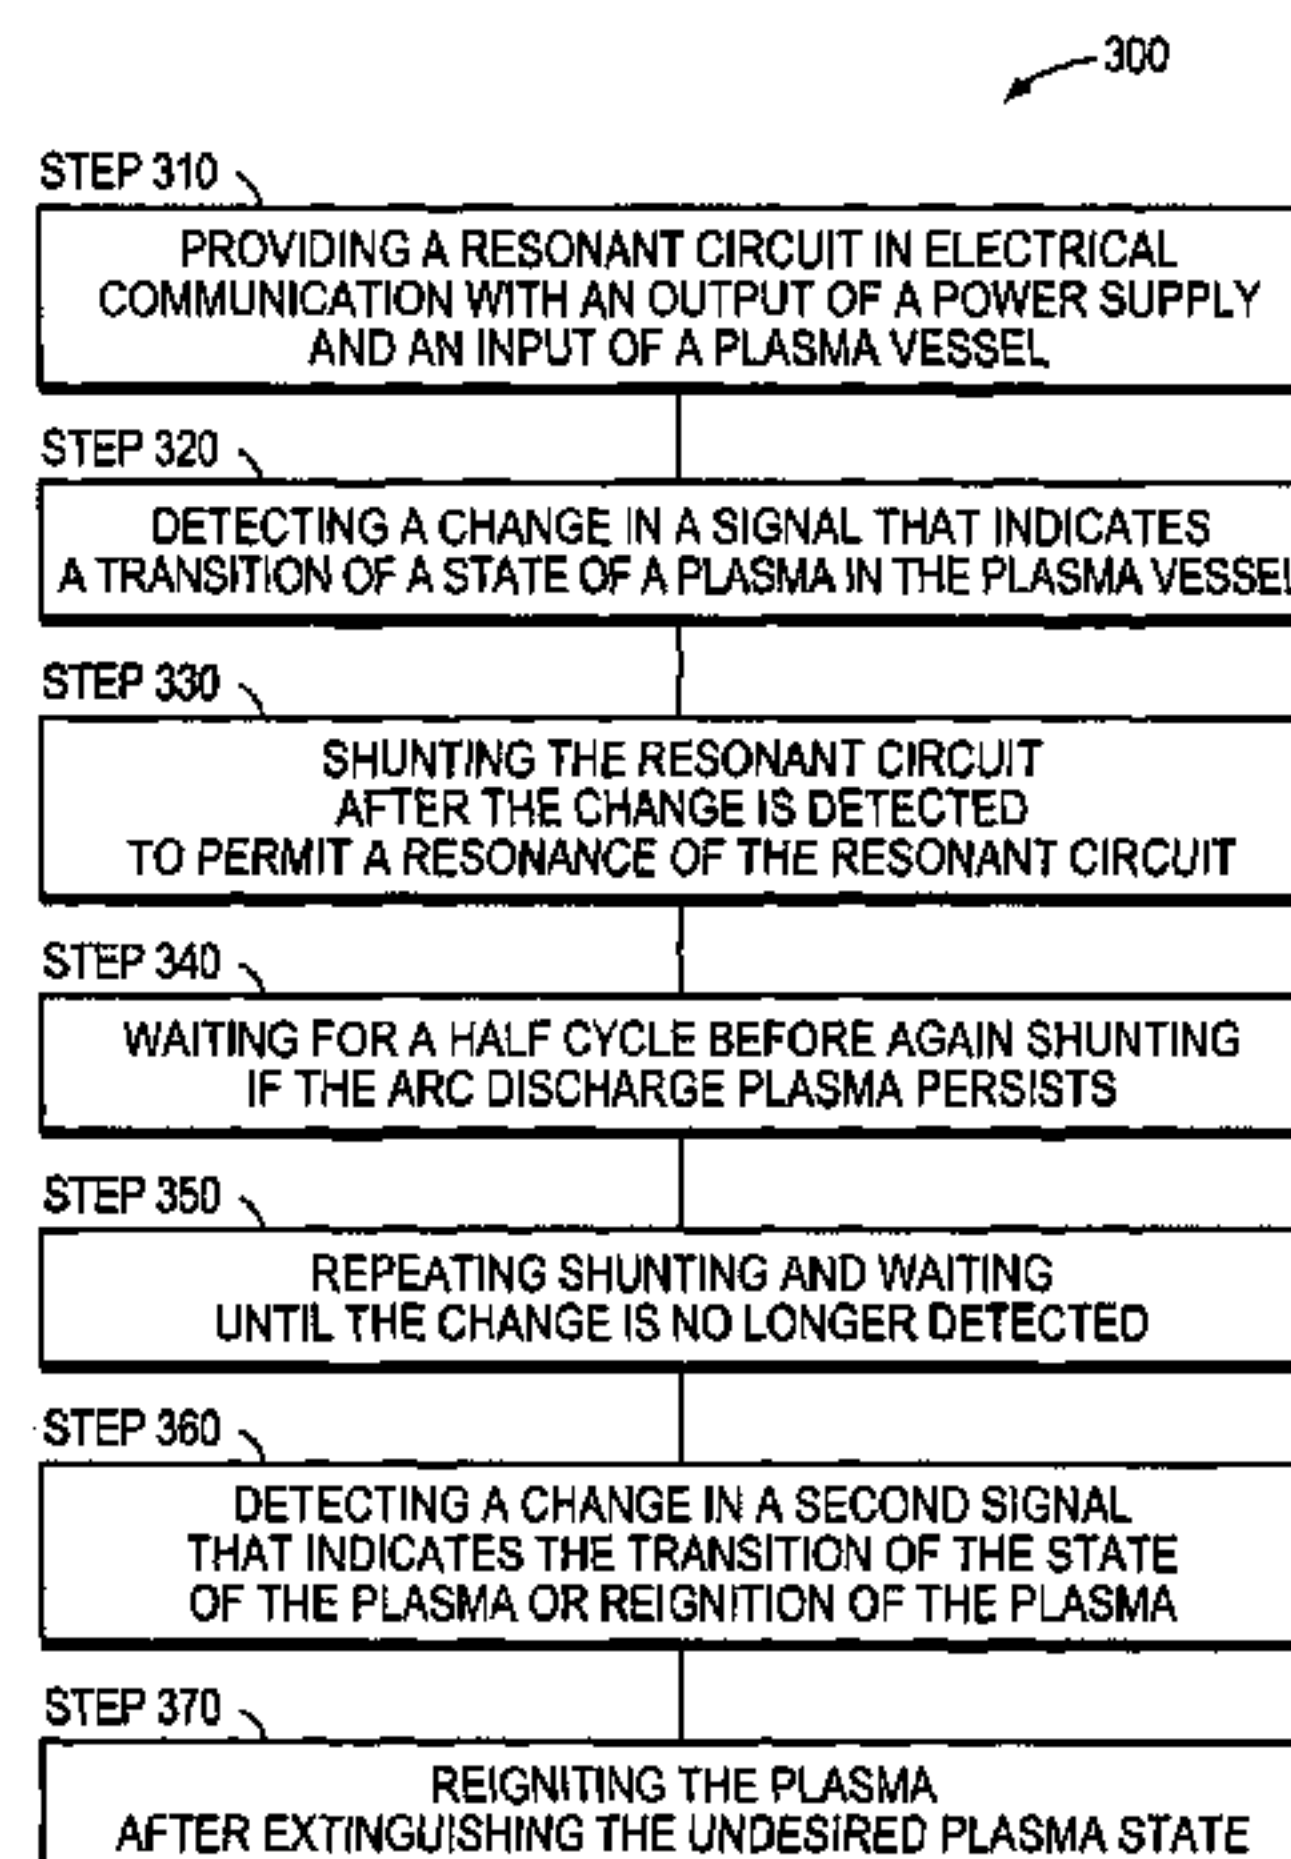 300
STEP 310
PROVIDING A RESONANT CIRCUIT IN ELECTRICAL
COMMUNICATION WITH AN OUTPUT OF A POWER SUPPLY
AND AN INPUT OF A PLASMA VESSEL
STEP 320
DETECTING A CHANGE IN A SIGNAL THAT INDICATES
A TRANSITION OF A STATE OF A PLASMA IN THE PLASMA VESSEL
STEP 330
SHUNTING THE RESONANT CIRCUIT
AFTER THE CHANGE IS DETECTED
TO PERMIT A RESONANCE OF THE RESONANT CIRCUIT
STEP 340
WAITING FOR A HALF CYCLE BEFORE AGAIN SHUNTING
IF THE ARC DISCHARGE PLASMA PERSISTS
STEP 350
REPEATING SHUNTING AND WAITING
UNTIL THE CHANGE IS NO LONGER DETECTED
STEP 360
DETECTING A CHANGE IN A SECOND SIGNAL
THAT INDICATES THE TRANSITION OF THE STATE
OF THE PLASMA OR REIGNITION OF THE PLASMA
STEP 370
REIGNITING THE PLASMA
AFTER EXTINGUISHING THE UNDESIRED PLASMA STATE